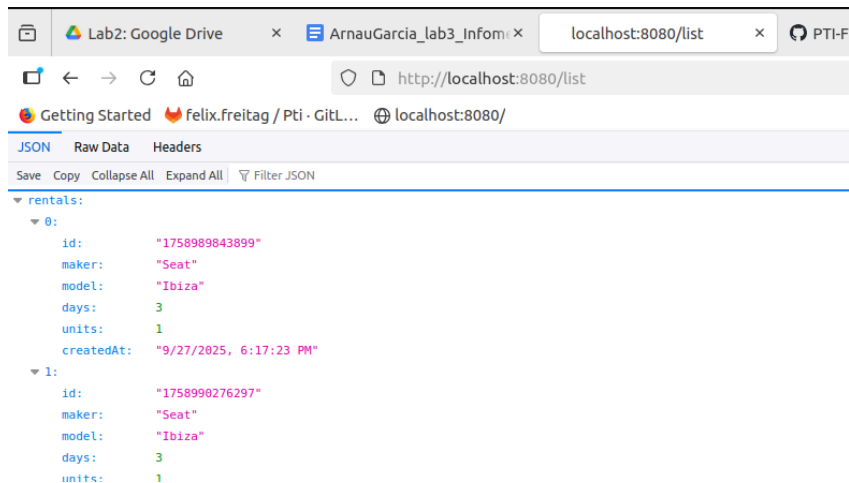 Lab2: Google Drive × ArnauGarcia_lab3_Infome × localhost:8080/list × PTI-F
http://localhost:8080/list
Getting Started felix.freitag / Pti · GitL... localhost:8080/
JSON Raw Data Headers
Save Copy Collapse All Expand All Filter JSON
rentals:
0:
id: "1758989843899"
maker: "Seat"
model: "Ibiza"
days: 3
units: 1
createdAt: "9/27/2025, 6:17:23 PM"
1:
id: "1758990276297"
maker: "Seat"
model: "Ibiza"
days: 3
units: 1